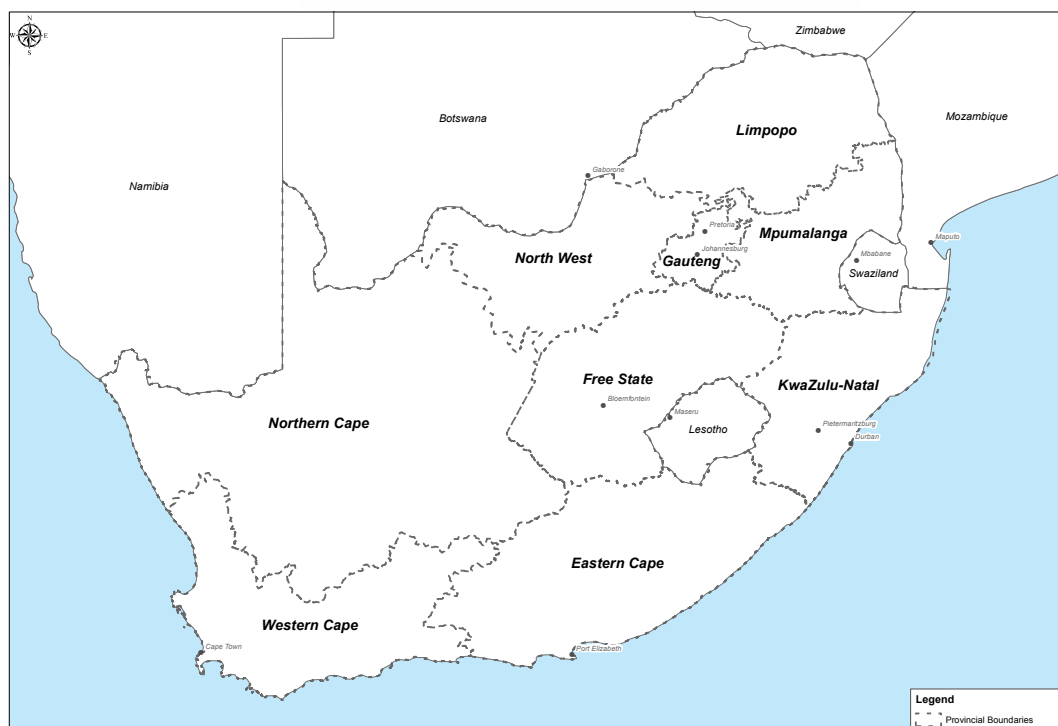 N
W E
S
Zimbabwe
Botswana
Mozambique
Limpopo
Namibia
Gaborone
Pretoria
Mpumalanga
Maputo
North West
Johannesburg
Gauteng
Mbabane
Swaziland
Free State
KwaZulu-Natal
Bloemfontein
Maseru
Northern Cape
Lesotho
Pietermaritzburg
Durban
Eastern Cape
Western Cape
Cape Town
Port Elizabeth
Legend
Provincial Boundaries